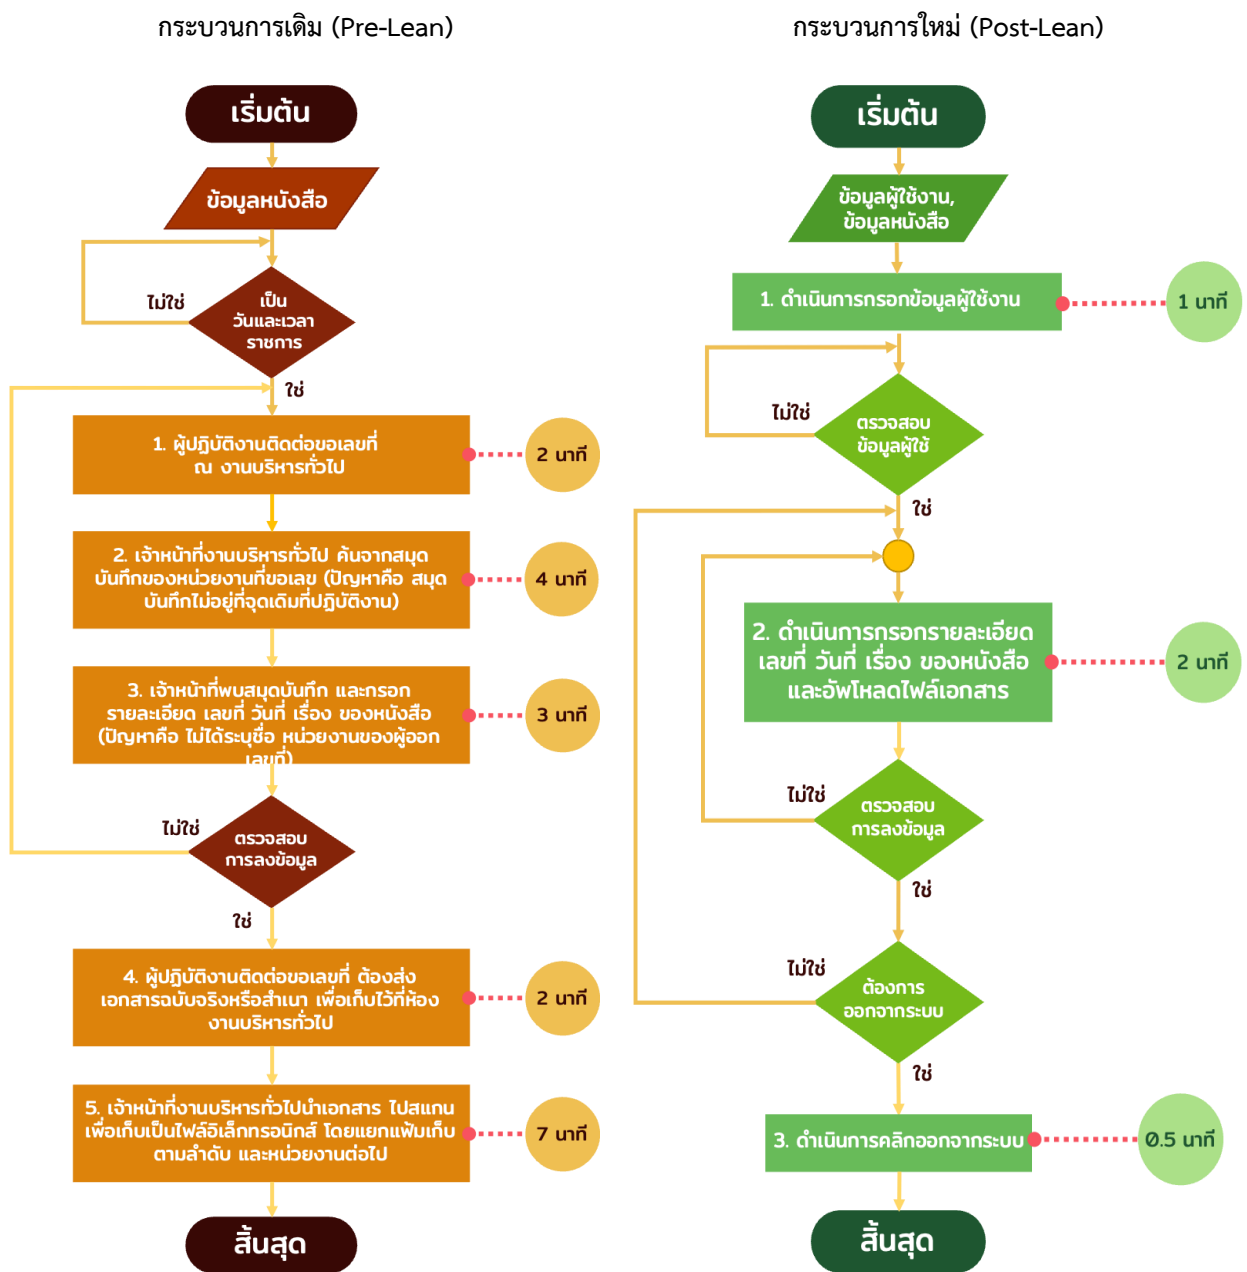 กระบวนการเดิม (Pre-Lean)
เริ่มต้น
ข้อมูลหนังสือ
ไม่ใช่
เป็น
วันและเวลา
ราชการ
ใช่
1. ผู้ปฏิบัติงานติดต่อขอเลขที่
ณ งานบริหารทั่วไป
2 นาที
2. เจ้าหน้าที่งานบริหารทั่วไป ค้นจากสมุด
บันทึกของหน่วยงานที่ขอเลข (ปัญหาคือ สมุด
บันทึกไม่อยู่ที่จุดเดิมที่ปฏิบัติงาน)
4 นาที
3. เจ้าหน้าที่พบสมุดบันทึก และกรอก
รายละเอียด เลขที่ วันที่ เรื่อง ของหนังสือ
(ปัญหาคือ ไม่ได้ระบุชื่อ หน่วยงานของผู้ออก
เลขที่)
3 นาที
ไม่ใช่
ตรวจสอบ
การลงข้อมูล
ใช่
4. ผู้ปฏิบัติงานติดต่อขอเลขที่ ต้องส่ง
เอกสารฉบับจริงหรือสำเนา เพื่อเก็บไว้ที่ห้อง
งานบริหารทั่วไป
2 นาที
5. เจ้าหน้าที่งานบริหารทั่วไปนำเอกสาร ไปสแกน
เพื่อเก็บเป็นไฟล์อิเล็กทรอนิกส์ โดยแยกแฟ้มเก็บ
ตามลำดับ และหน่วยงานต่อไป
7 นาที
สิ้นสุด
กระบวนการใหม่ (Post-Lean)
เริ่มต้น
ข้อมูลผู้ใช้งาน,
ข้อมูลหนังสือ
1. ดำเนินการกรอกข้อมูลผู้ใช้งาน
1 นาที
ไม่ใช่
ตรวจสอบ
ข้อมูลผู้ใช้
ใช่
2. ดำเนินการกรอกรายละเอียด
เลขที่ วันที่ เรื่อง ของหนังสือ
และอัพโหลดไฟล์เอกสาร
2 นาที
ไม่ใช่
ตรวจสอบ
การลงข้อมูล
ใช่
ไม่ใช่
ต้องการ
ออกจากระบบ
ใช่
3. ดำเนินการคลิกออกจากระบบ
0.5 นาที
สิ้นสุด